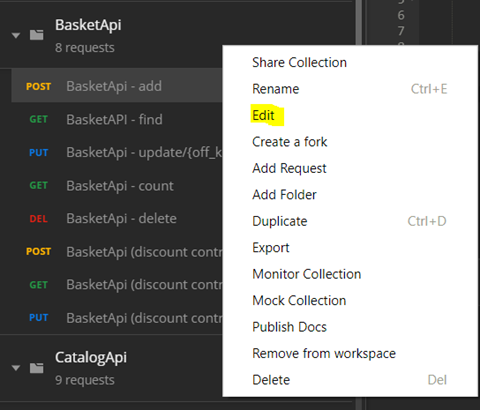 BasketApi
8 requests
POST BasketApi - add
GET BasketAPI - find
PUT BasketApi - update/{off_k
GET BasketApi - count
DEL BasketApi - delete
POST BasketApi (discount contr
GET BasketApi (discount contr
PUT BasketApi (discount contr
CatalogApi
9 requests
6
7
Share Collection
Rename Ctrl+E
Edit
Create a fork
Add Request
Add Folder
Duplicate Ctrl+D
Export
Monitor Collection
Mock Collection
Publish Docs
Remove from workspace
Delete Del